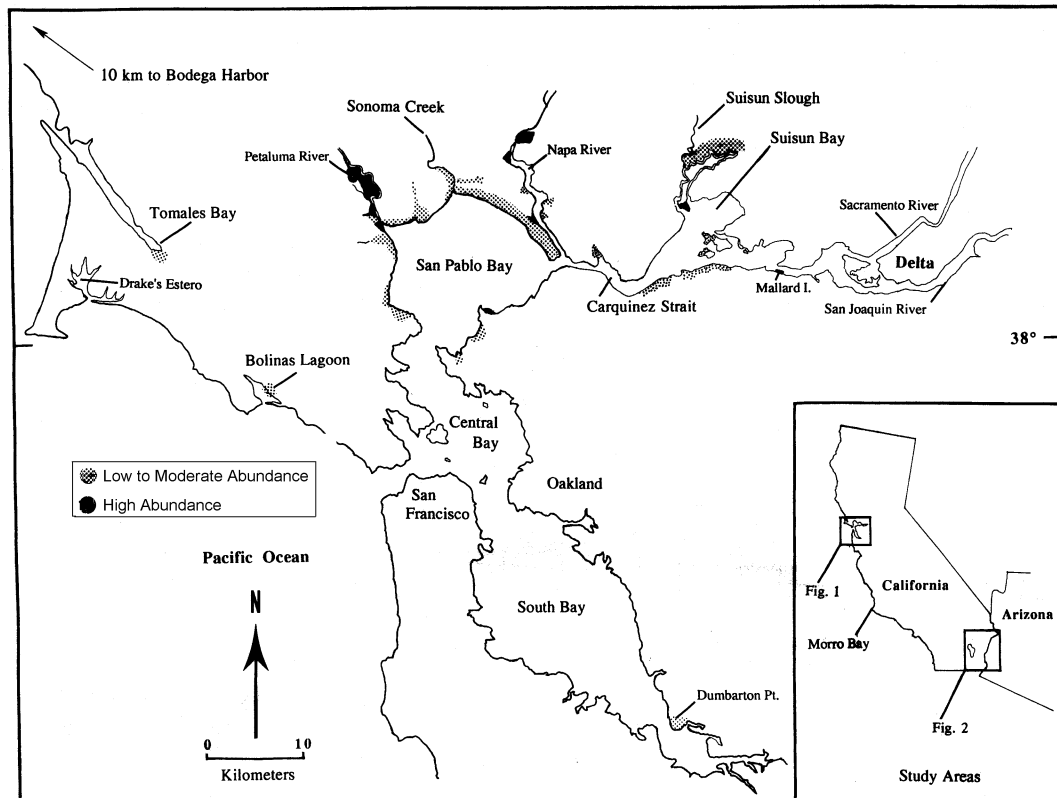 10 km to Bodega Harbor
Sonoma Creek
Suisun Slough
Suisun Bay
Petaluma River
Napa River
Tomales Bay
Sacramento River
Drake's Estero
San Pablo Bay
Delta
Mallard I.
Carquinez Strait
San Joaquin River
38°
Bolinas Lagoon
Central
Bay
Low to Moderate Abundance
High Abundance
San
Francisco
Oakland
Pacific Ocean
N
South Bay
Dumbarton Pt.
0 10
Kilometers
Fig. 1
California
Arizona
Morro Bay
Fig. 2
Study Areas